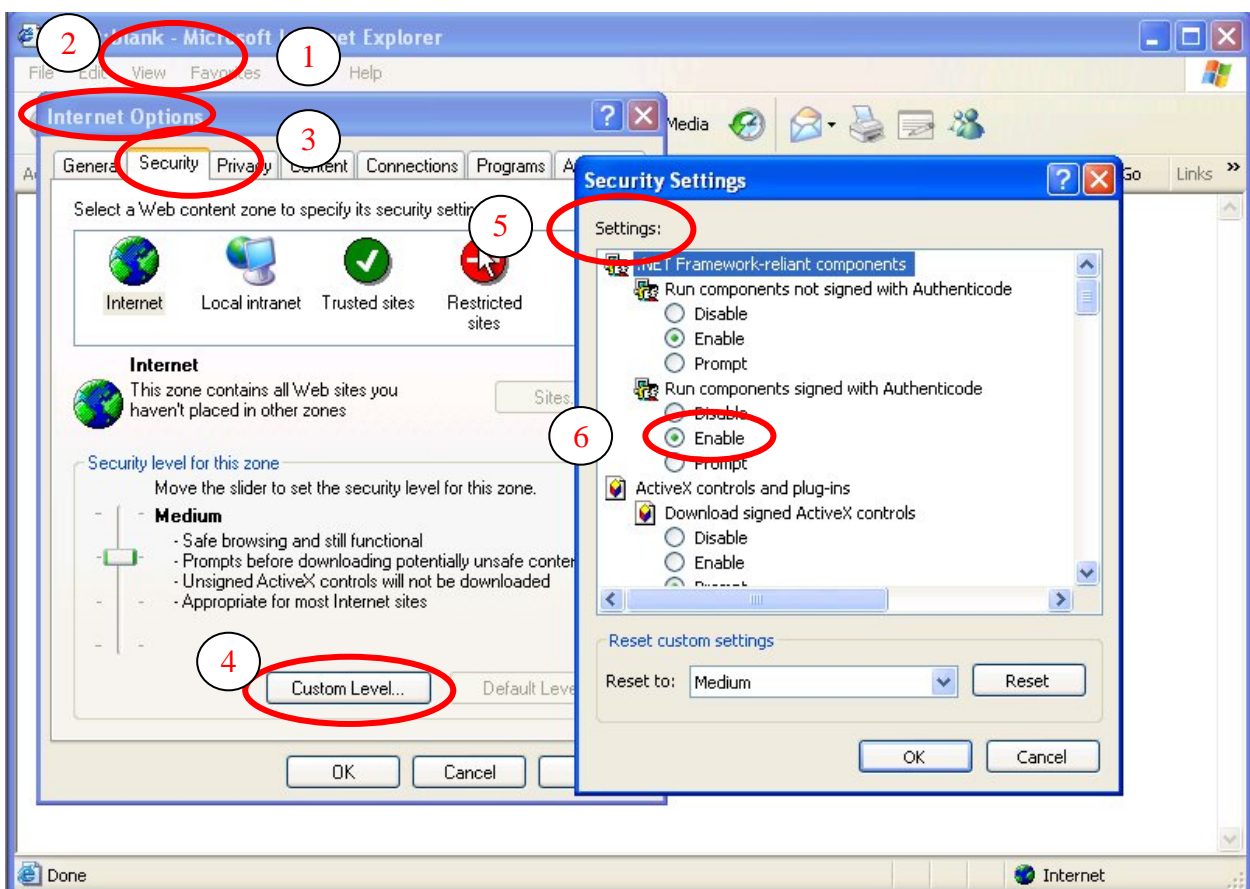 :blank - Microsoft Internet Explorer
2
1
File Edit View Favorites Help
Internet Options
Media
3
General Security Privacy Content Connections Programs A
Go Links
Select a Web content zone to specify its security settin
Internet
Local intranet
Trusted sites
Restricted
sites
Internet
This zone contains all Web sites you
haven't placed in other zones
Sites.
Security level for this zone
Move the slider to set the security level for this zone.
Medium
- Safe browsing and still functional
- Prompts before downloading potentially unsafe conten
- Unsigned ActiveX controls will not be downloaded
- Appropriate for most Internet sites
4
Custom Level...
Default Leve
OK
Cancel
Security Settings
5
Settings:
.NET Framework-reliant components
Run components not signed with Authenticode
Disable
Enable
Prompt
Run components signed with Authenticode
Disable
6
Enable
Prompt
ActiveX controls and plug-ins
Download signed ActiveX controls
Disable
Enable
Prompt
Reset custom settings
Reset to: Medium Reset
OK
Cancel
Done
Internet